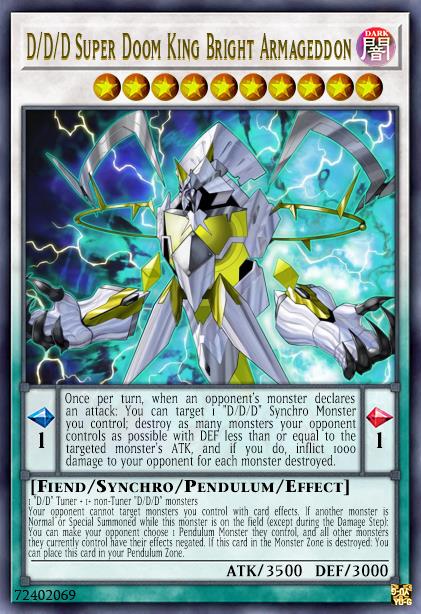 D/D/D Super Doom King Bright Armageddon
DARK
闇
Once per turn, when an opponent's monster declares
an attack: You can target 1 "D/D/D" Synchro Monster
you control; destroy as many monsters your opponent
controls as possible with DEF less than or equal to the
targeted monster's ATK, and if you do, inflict 1000
damage to your opponent for each monster destroyed.
1
1
[Fiend/Synchro/Pendulum/Effect]
1 "D/D" Tuner + 1+ non-Tuner "D/D/D" monsters
Your opponent cannot target monsters you control with card effects. If another monster is
Normal or Special Summoned while this monster is on the field (except during the Damage Step):
You can make your opponent choose 1 Pendulum Monster they control, and all other monsters
they currently control have their effects negated. If this card in the Monster Zone is destroyed: You
can place this card in your Pendulum Zone.
ATK/3500 DEF/3000
72402069